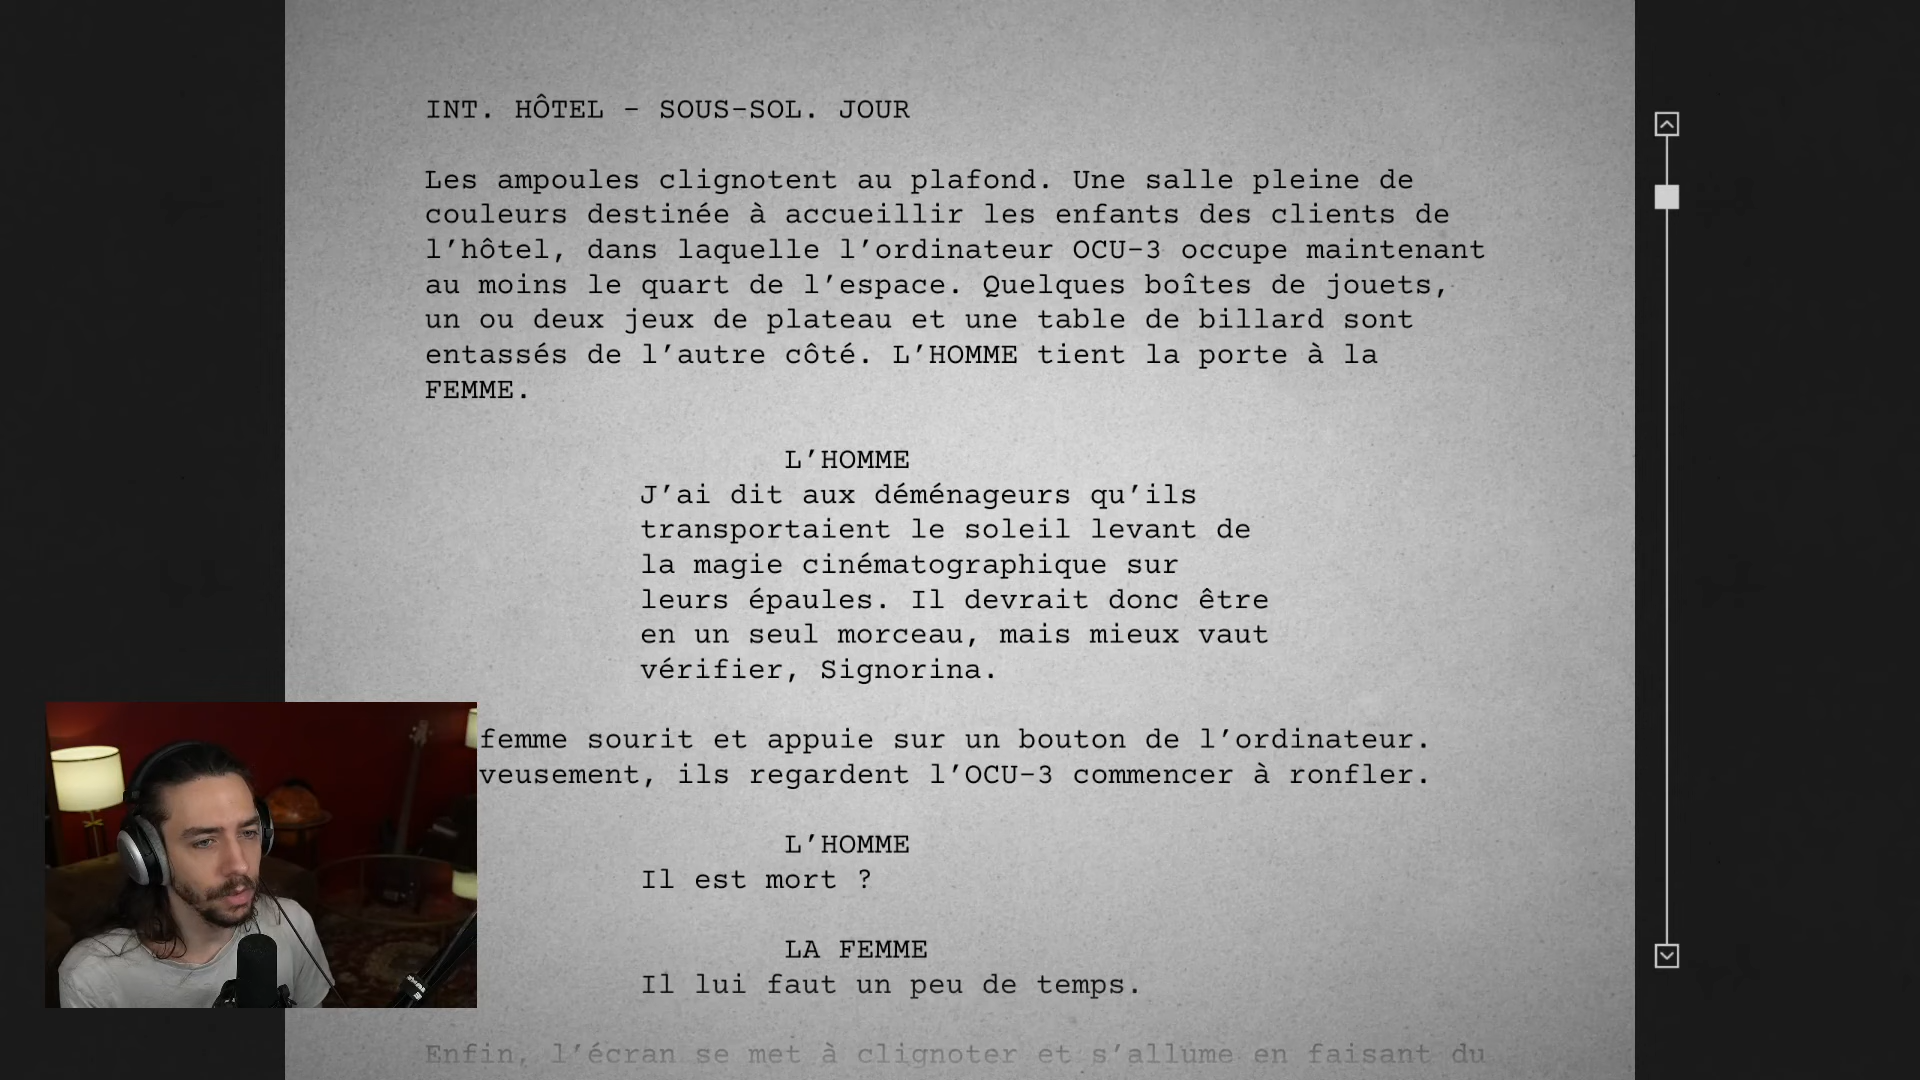 INT. HÔTEL - SOUS-SOL. JOUR
Les ampoules clignotent au plafond. Une salle pleine de
couleurs destinée à accueillir les enfants des clients de
l’hôtel, dans laquelle l’ordinateur OCU-3 occupe maintenant
au moins le quart de l’espace. Quelques boîtes de jouets,
un ou deux jeux de plateau et une table de billard sont
entassés de l’autre côté. L’HOMME tient la porte à la
FEMME.
L’HOMME
J’ai dit aux déménageurs qu’ils
transportaient le soleil levant de
la magie cinématographique sur
leurs épaules. Il devrait donc être
en un seul morceau, mais mieux vaut
vérifier, Signorina.
femme sourit et appuie sur un bouton de l’ordinateur.
veusement, ils regardent l’OCU-3 commencer à ronfler.
L’HOMME
Il est mort ?
LA FEMME
Il lui faut un peu de temps.
Enfin, l’écran se met à clignoter et s’allume en faisant du